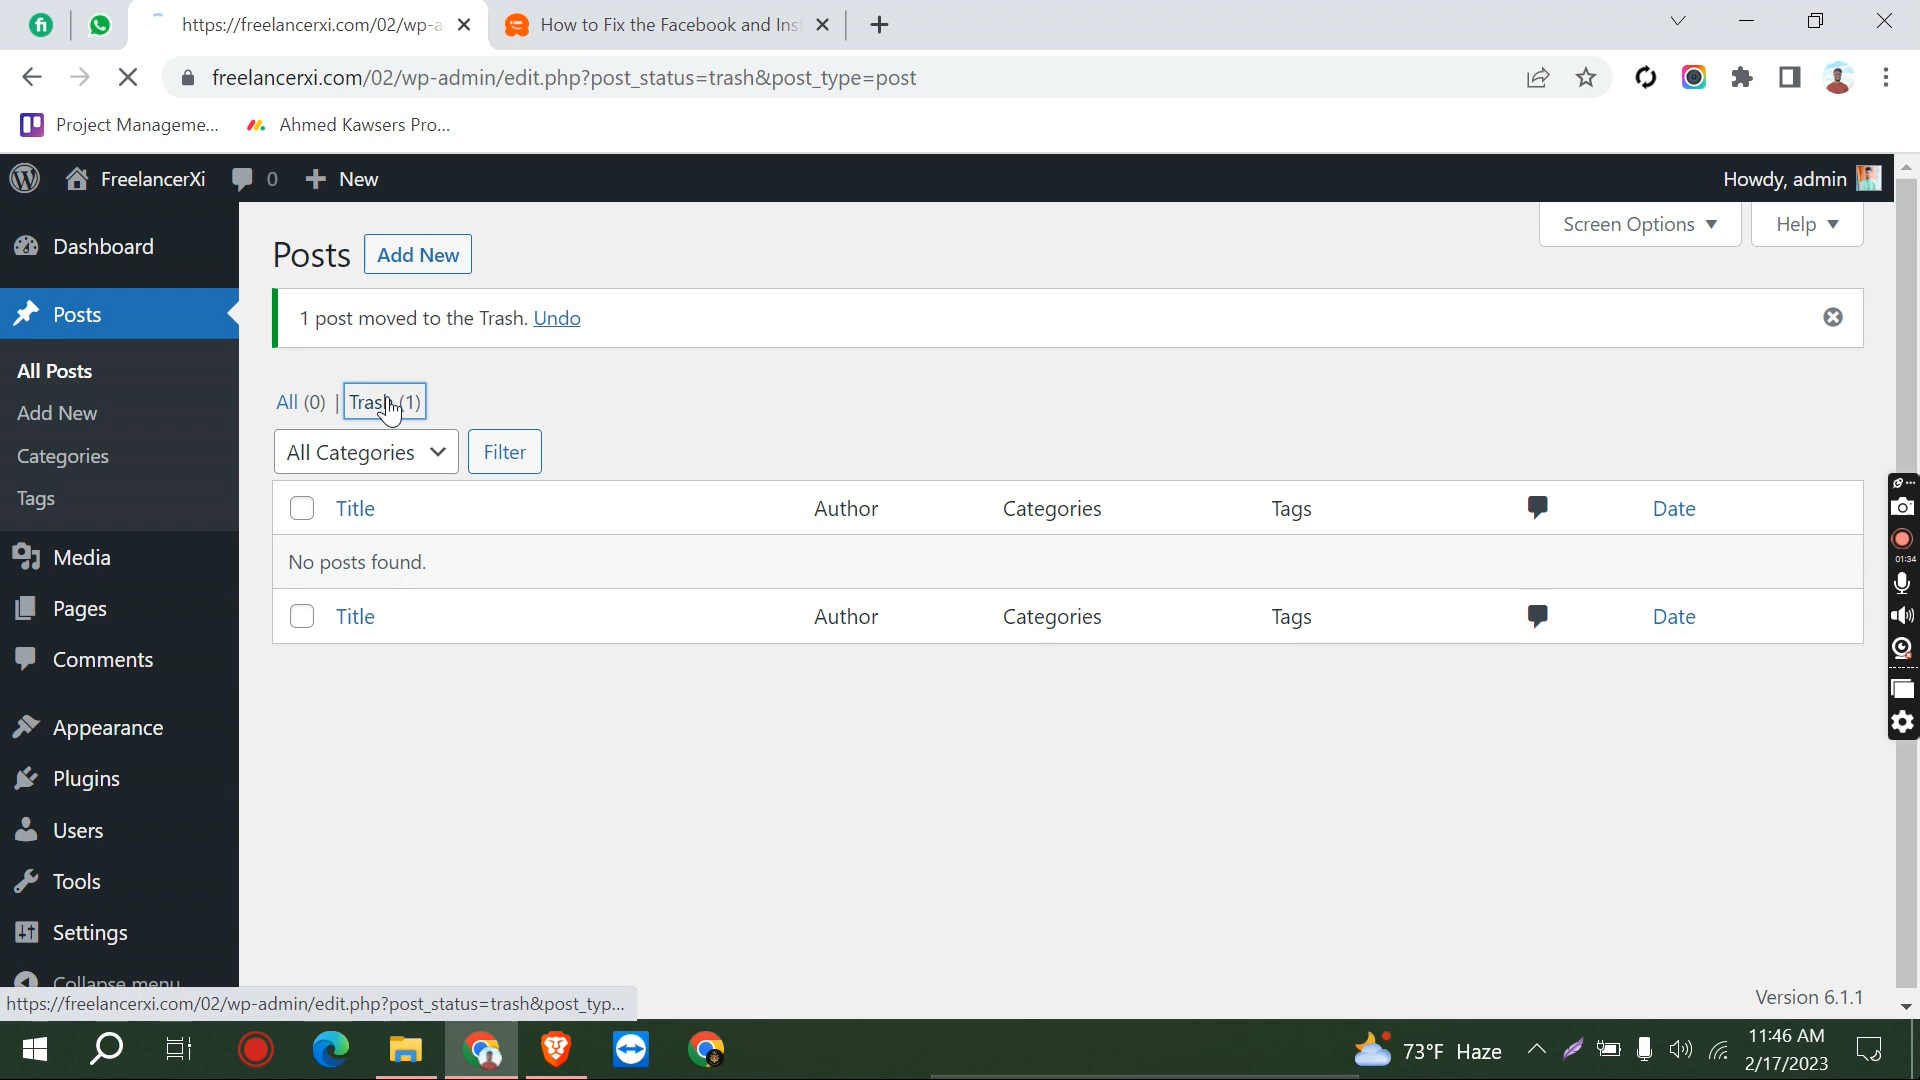 https://freelancerxi.com/02/wp-a
How to Fix the Facebook and Inst
freelancerxi.com/02/wp-admin/edit.php?post_status=trash&post_type=post
Project Manageme...
Ahmed Kawsers Pro...
FreelancerXi
0
New
Howdy, admin
Screen Options
Help
Dashboard
Posts
All Posts
Add New
Categories
Tags
Media
Pages
Comments
Appearance
Plugins
Users
Tools
Settings
Collapse menu
Posts
Add New
1 post moved to the Trash. Undo
All (0) | Trash (1)
All Categories
Filter
Title Author Categories Tags Date
No posts found.
Title Author Categories Tags Date
01:34
Version 6.1.1
https://freelancerxi.com/02/wp-admin/edit.php?post_status=trash&post_typ...
73°F Haze
11:46 AM
2/17/2023